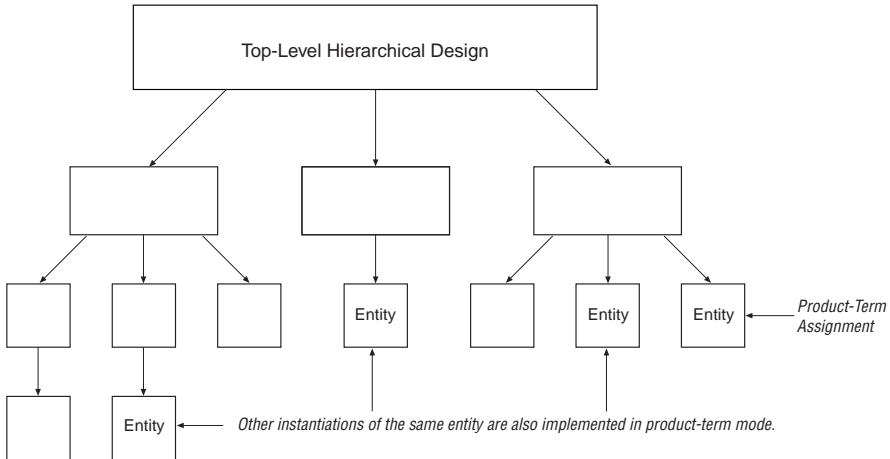 Top-Level Hierarchical Design
Entity
Entity
Entity
Product-Term
Assignment
Entity
Other instantiations of the same entity are also implemented in product-term mode.